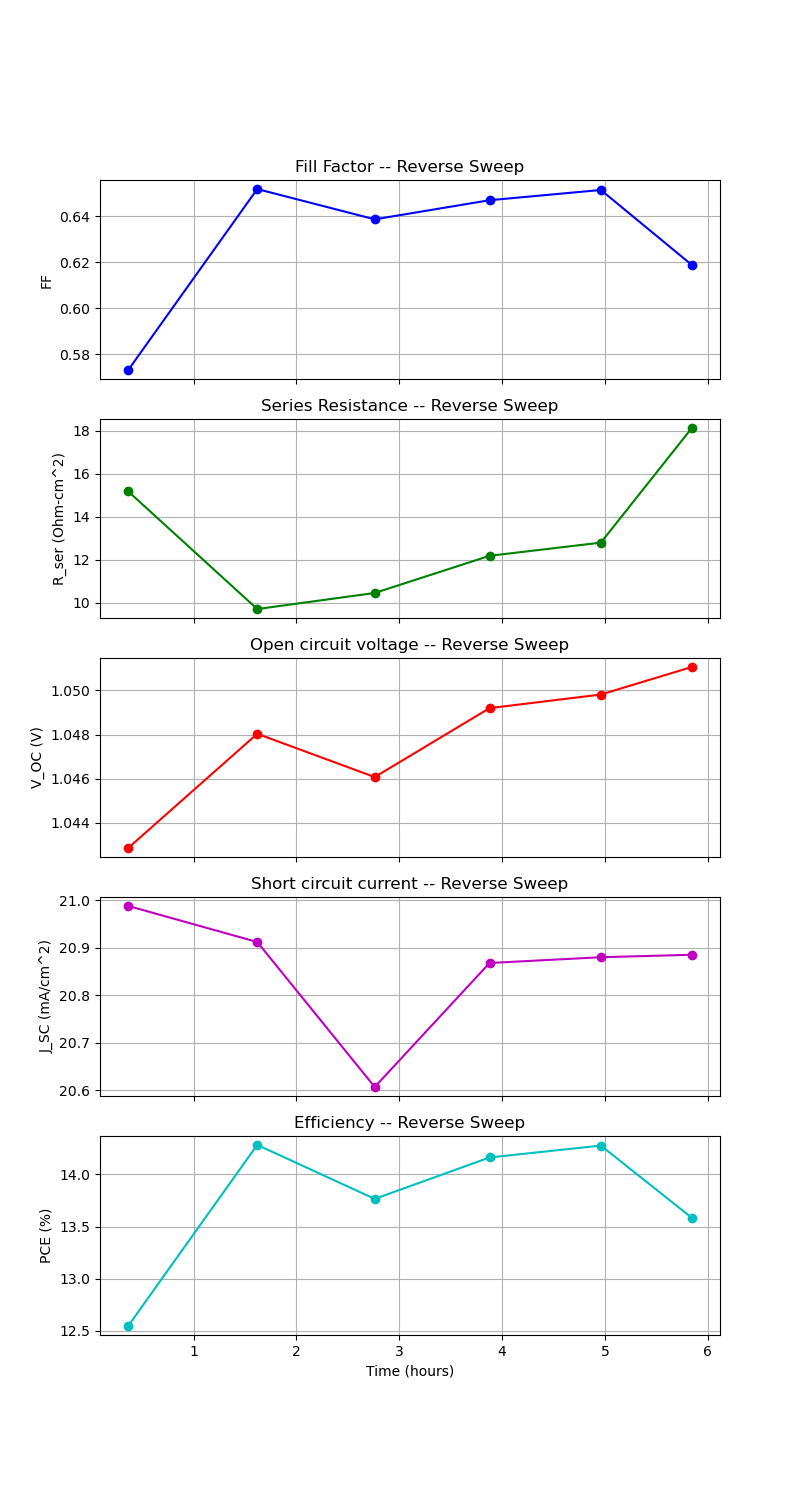 Fill Factor -- Reverse Sweep
FF
0.64
0.62
0.60
0.58
Series Resistance -- Reverse Sweep
R_ser (Ohm-cm^2)
18
16
14
12
10
Open circuit voltage -- Reverse Sweep
V_OC (V)
1.050
1.048
1.046
1.044
Short circuit current -- Reverse Sweep
J_SC (mA/cm^2)
21.0
20.9
20.8
20.7
20.6
Efficiency -- Reverse Sweep
PCE (%)
14.0
13.5
13.0
12.5
1 2 3 4 5 6
Time (hours)